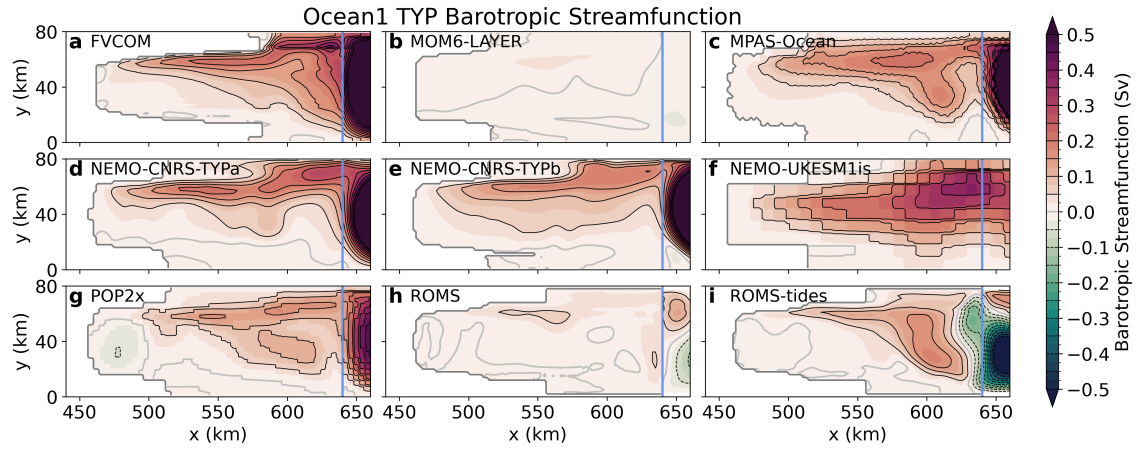 Ocean1 TYP Barotropic Streamfunction
a FVCOM
b MOM6-LAYER
c MPAS-Ocean
80
40
0
y (km)
d NEMO-CNRS-TYPa
e NEMO-CNRS-TYPb
f NEMO-UKESM1is
80
40
0
y (km)
g POP2x
h ROMS
i ROMS-tides
80
40
0
y (km)
450 500 550 600 650
450 500 550 600 650
450 500 550 600 650
x (km)
x (km)
x (km)
0.5
0.4
0.3
0.2
0.1
0.0
−0.1
−0.2
−0.3
−0.4
−0.5
Barotropic Streamfunction (Sv)